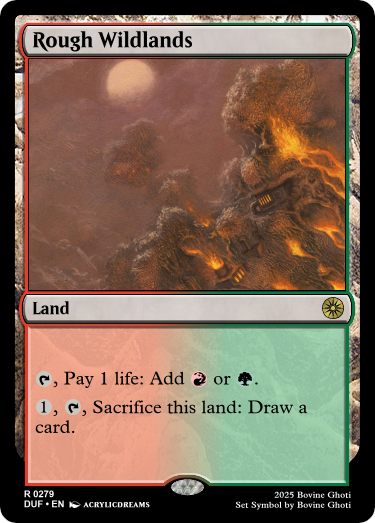 Rough Wildlands
Land
, Pay 1 life: Add or .
1, , Sacrifice this land: Draw a
card.
R 0279
DUF • EN ACRYLICDREAMS
2025 Bovine Ghoti
Set Symbol by Bovine Ghoti